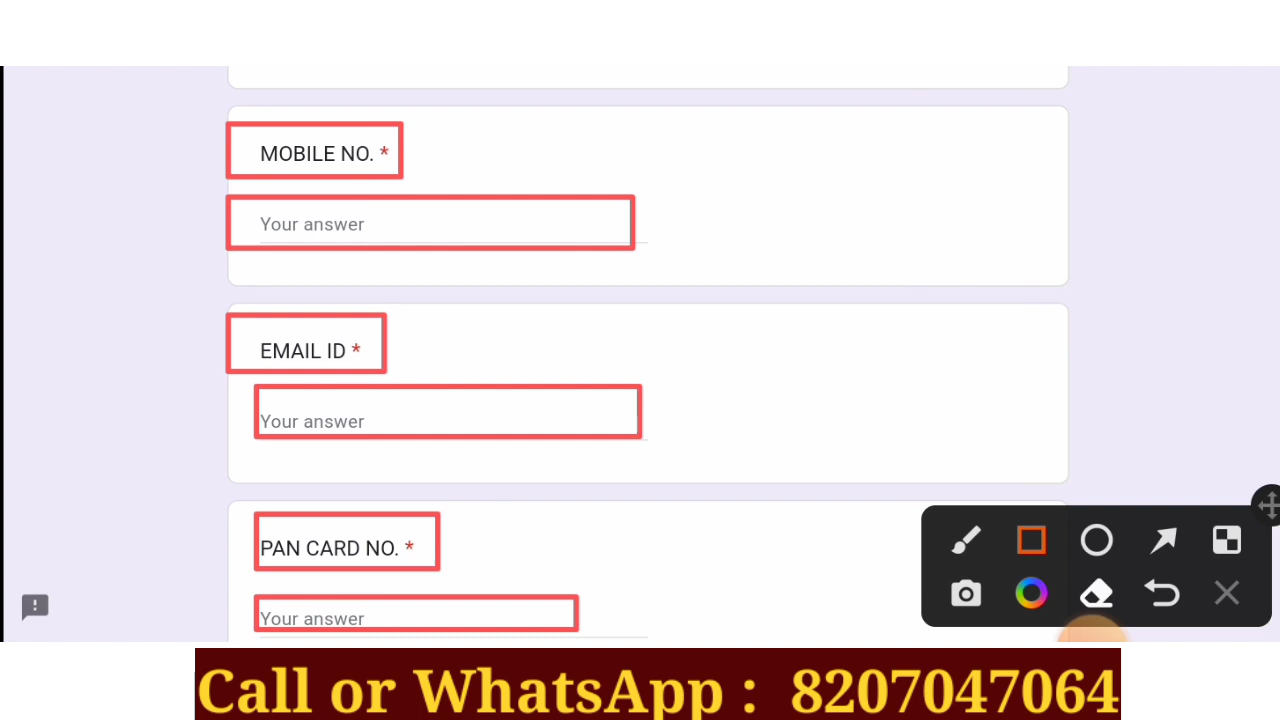 MOBILE NO. *
Your answer
EMAIL ID *
Your answer
PAN CARD NO. *
Your answer
Call or WhatsApp : 8207047064